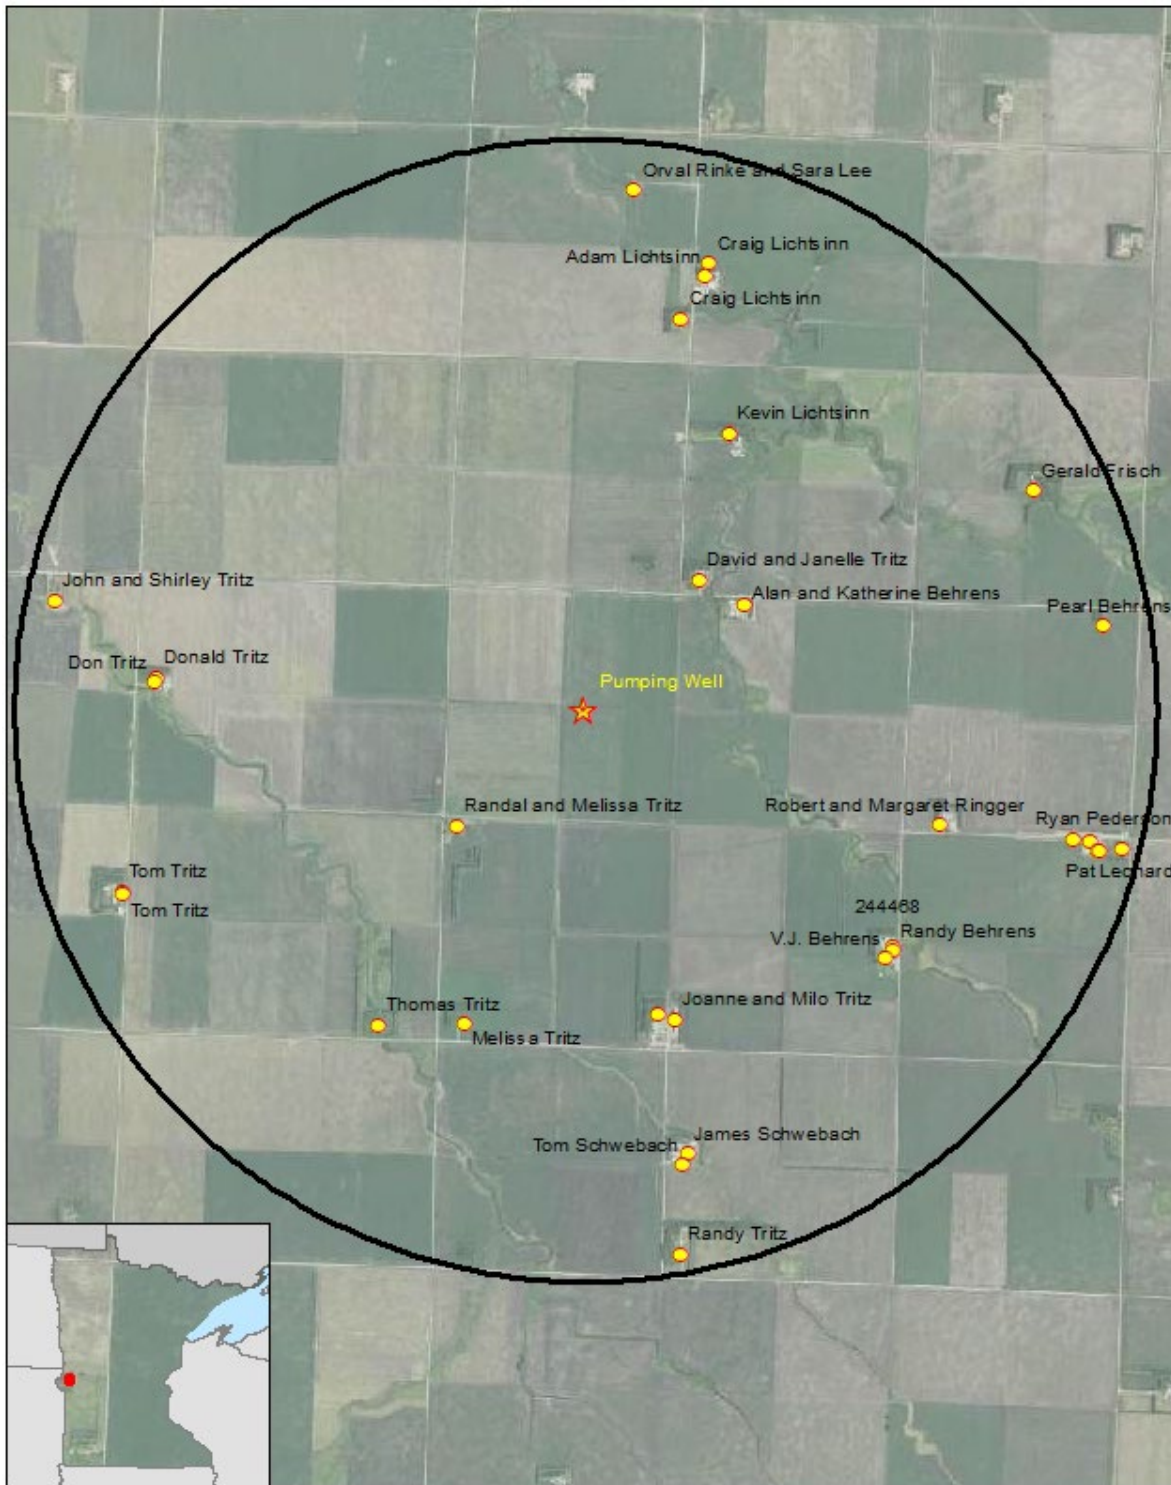 Orval Rinke and Sara Lee
Craig Lichtsinn
Adam Lichtsinn
Craig Lichtsinn
Kevin Lichtsinn
Gerald Frisch
David and Janelle Tritz
John and Shirley Tritz
Alan and Katherine Behrens
Pearl Behrens
Donald Tritz
Don Tritz
Pumping Well
Randal and Melissa Tritz
Robert and Margaret Ringger
Ryan Pederson
Tom Tritz
Pat Leonard
Tom Tritz
244468
Randy Behrens
V.J. Behrens
Thomas Tritz
Joanne and Milo Tritz
Melissa Tritz
James Schwebach
Tom Schwebach
Randy Tritz